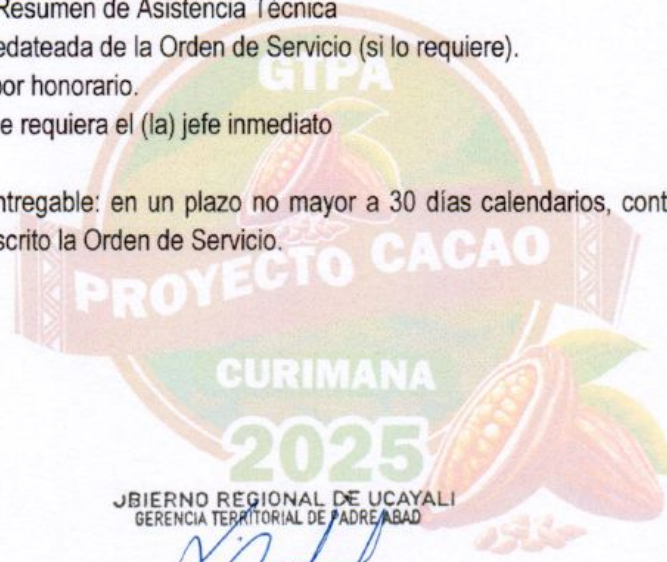 Resumen de Asistencia Técnica
edateada de la Orden de Servicio (si lo requiere).
por honorario.
e requiera el (la) jefe inmediato
GTPA
ntregable: en un plazo no mayor a 30 días calendarios, cont
scrito la Orden de Servicio.
PROYECTO CACAO
CURIMANA
2025
BIERNO REGIONAL DE UCAYALI
GERENCIA TERRITORIAL DE PADRE ABAD